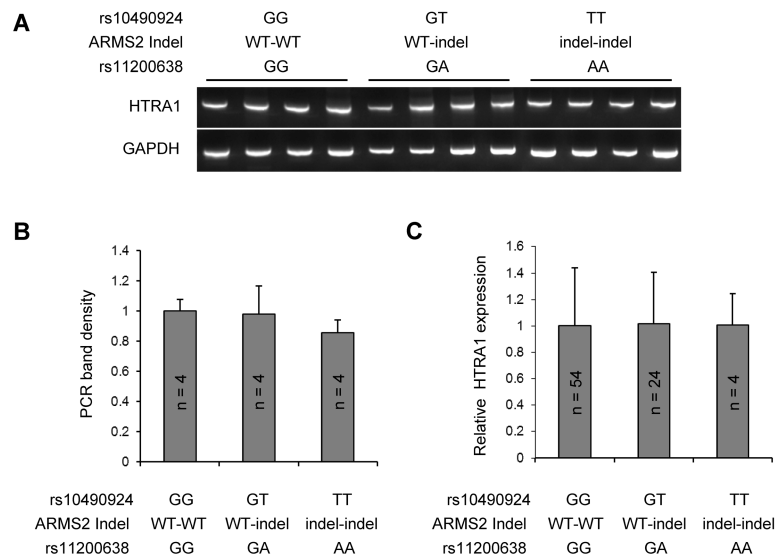 A
rs10490924 GG GT TT
ARMS2 Indel WT-WT WT-indel indel-indel
rs11200638 GG GA AA
HTRA1
GAPDH
B
PCR band density
1.4
1.2
1
0.8
0.6
0.4
0.2
0
n = 4
n = 4
n = 4
rs10490924 GG GT TT
ARMS2 Indel WT-WT WT-indel indel-indel
rs11200638 GG GA AA
C
Relative HTRA1 expression
1.6
1.4
1.2
1
0.8
0.6
0.4
0.2
0
n = 54
n = 24
n = 4
rs10490924 GG GT TT
ARMS2 Indel WT-WT WT-indel indel-indel
rs11200638 GG GA AA